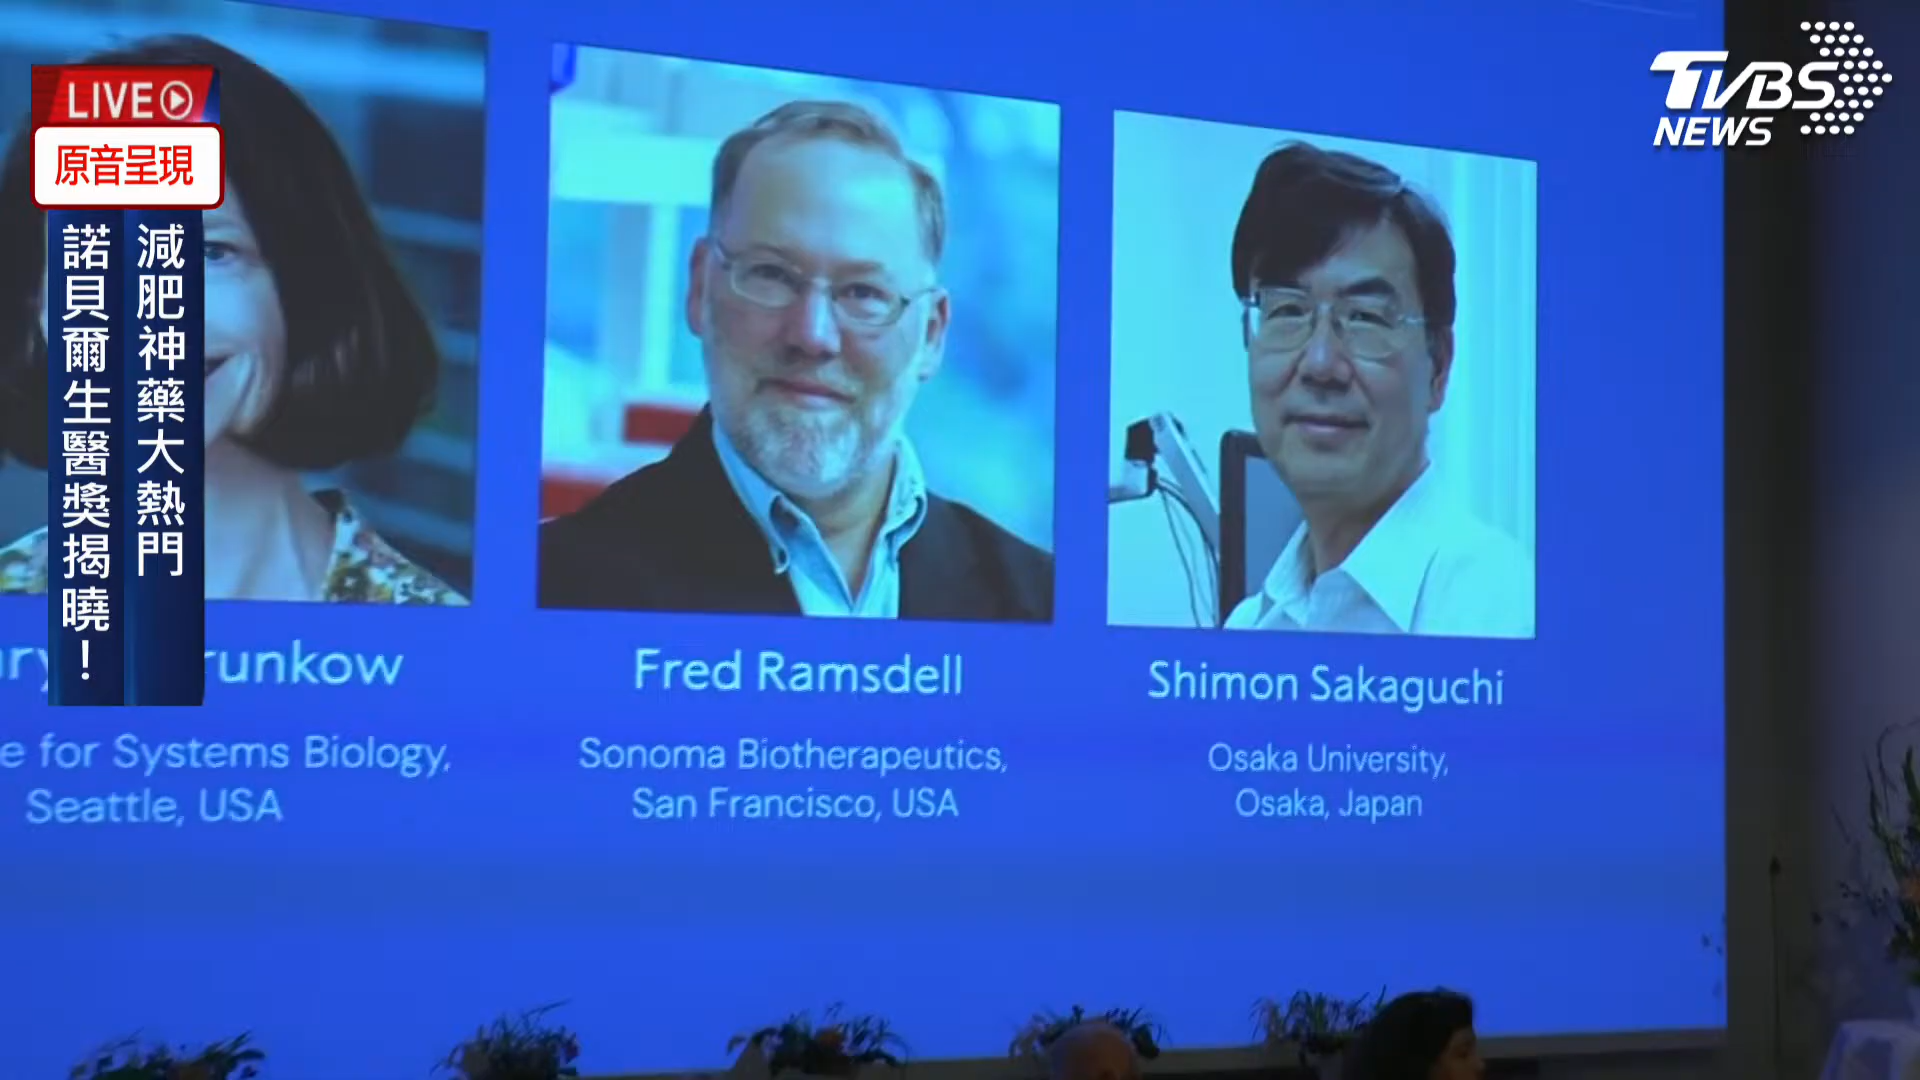 LIVE
原音呈現
減肥神藥大熱門
諾貝爾生醫獎揭曉！
TVBS
NEWS
runkow
e for Systems Biology,
Seattle, USA
Fred Ramsdell
Sonoma Biotherapeutics,
San Francisco, USA
Shimon Sakaguchi
Osaka University,
Osaka, Japan